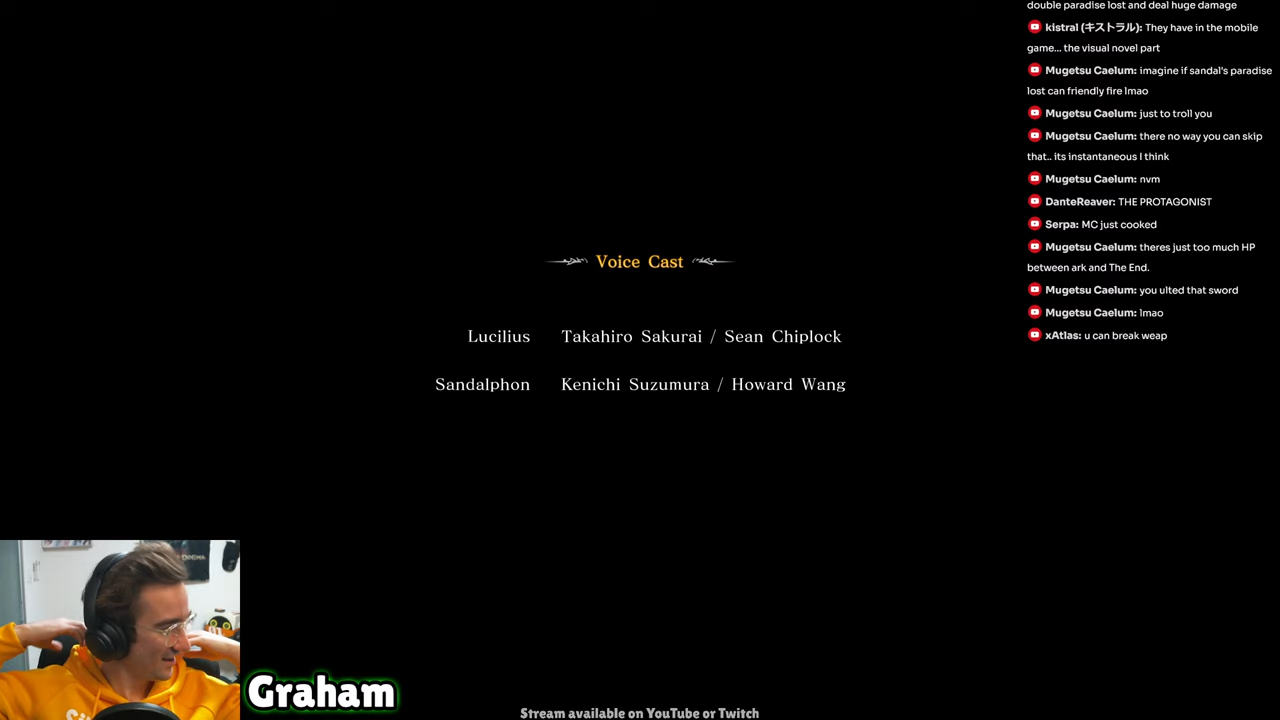 double paradise lost and deal huge damage
kistral (キストラル): They have in the mobile
game... the visual novel part
Mugetsu Caelum: imagine if sandal's paradise
lost can friendly fire lmao
Mugetsu Caelum: just to troll you
Mugetsu Caelum: there no way you can skip
that.. its instantaneous I think
Mugetsu Caelum: nvm
DanteReaver: THE PROTAGONIST
Serpa: MC just cooked
Mugetsu Caelum: theres just too much HP
between ark and The End.
Mugetsu Caelum: you ulted that sword
Mugetsu Caelum: lmao
xAtlas: u can break weap
Voice Cast
Lucilius Takahiro Sakurai / Sean Chiplock
Sandalphon Kenichi Suzumura / Howard Wang
Graham
Stream available on YouTube or Twitch